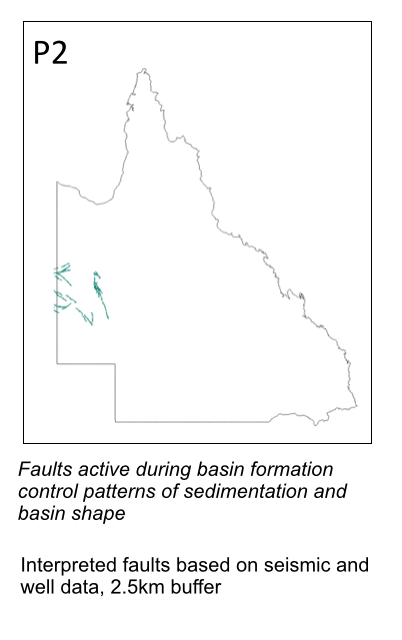 P2
Faults active during basin formation
control patterns of sedimentation and
basin shape
Interpreted faults based on seismic and
well data, 2.5km buffer